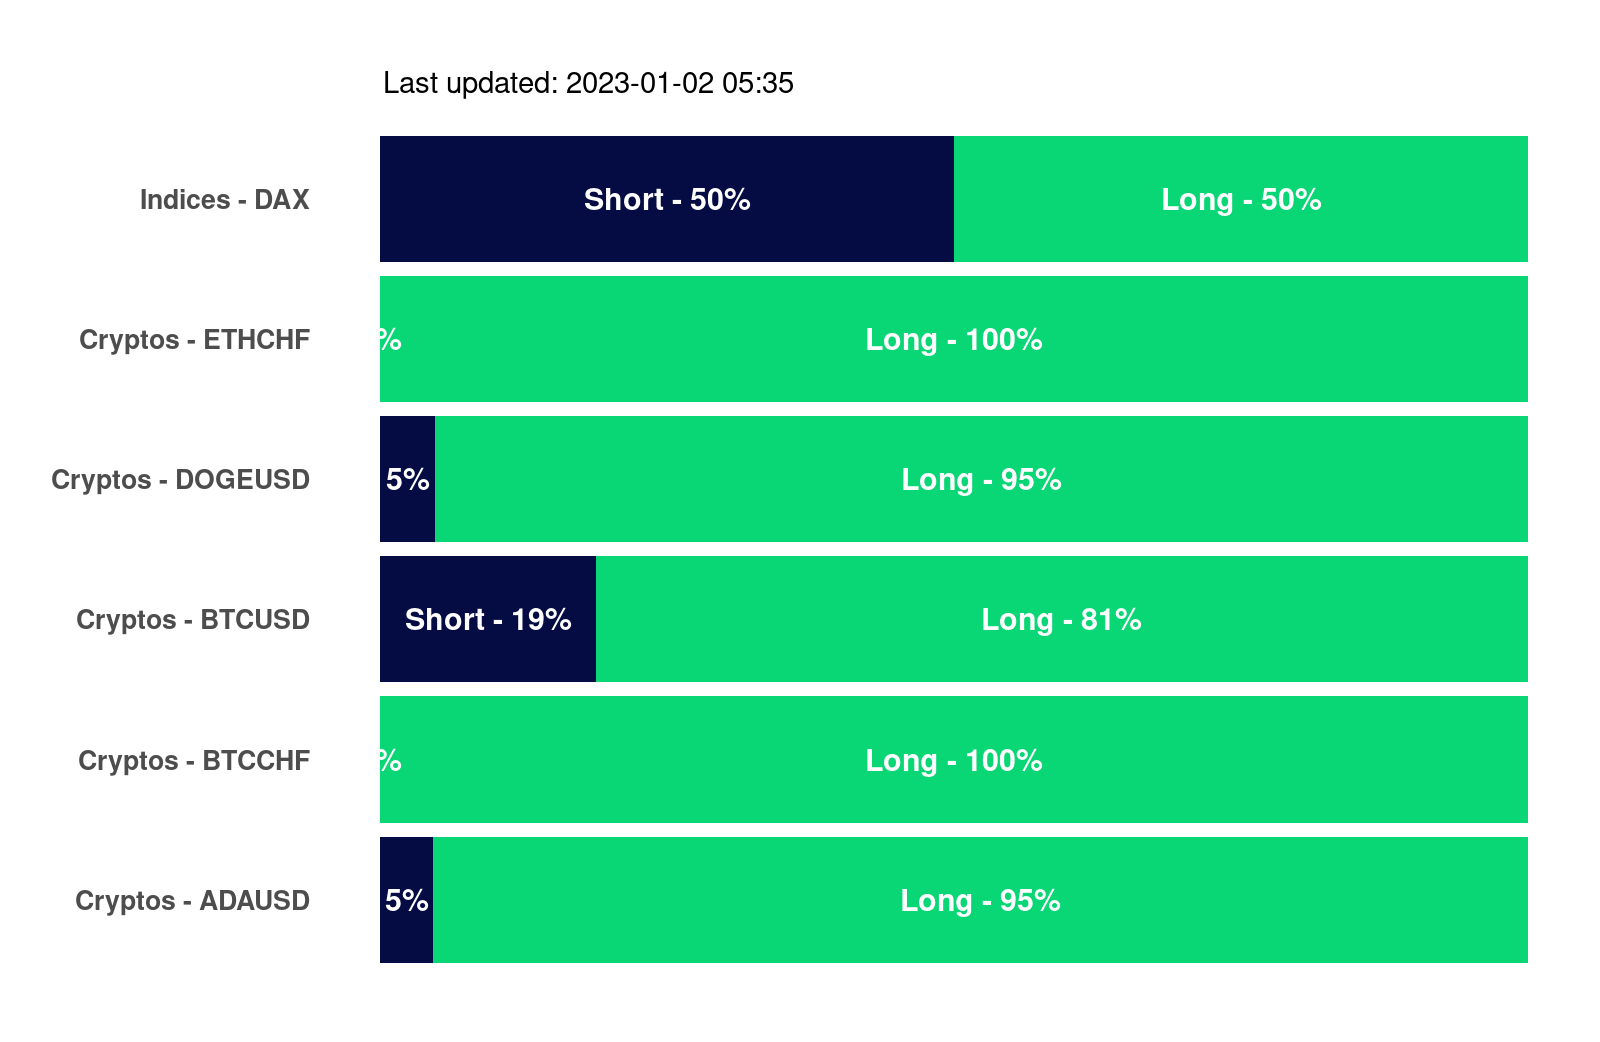 Last updated: 2023-01-02 05:35
Indices - DAX Short - 50% Long - 50%
Cryptos - ETHCHF % Long - 100%
Cryptos - DOGEUSD 5% Long - 95%
Cryptos - BTCUSD Short - 19% Long - 81%
Cryptos - BTCCHF % Long - 100%
Cryptos - ADAUSD 5% Long - 95%